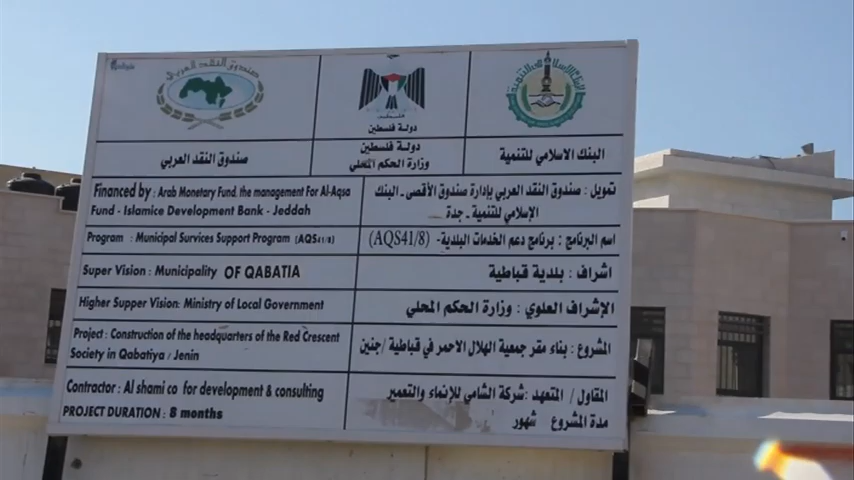 صندوق النقد العربي
دولة فلسطين
صندوق النقد العربي
دولة فلسطين
وزارة الحكم المحلي
البنك الاسلامي للتنمية
Financed by : Arab Monetary Fund, the management For Al-Aqsa
Fund - Islamice Development Bank - Jeddah
تمويل : صندوق النقد العربي بإدارة صندوق الأقصى - البنك
الإسلامي للتنمية - جدة
Program : Municipal Services Support Program (AQS41/8)
اسم البرنامج : برنامج دعم الخدمات البلدية- (AQS41/8)
Super Vision : Municipality OF QABATIA
اشراف : بلدية قباطية
Higher Supper Vision: Ministry of Local Government
الإشراف العلوي : وزارة الحكم المحلي
Project: Construction of the headquarters of the Red Crescent
Society in Qabatiya / Jenin
المشروع : بناء مقر جمعية الهلال الاحمر في قباطية /جنين
Contractor: Al shami co for development & consulting
PROJECT DURATION : 8 months
المقاول / المتعهد :شركة الشامي للإنماء والتعمير
مدة المشروع شهور